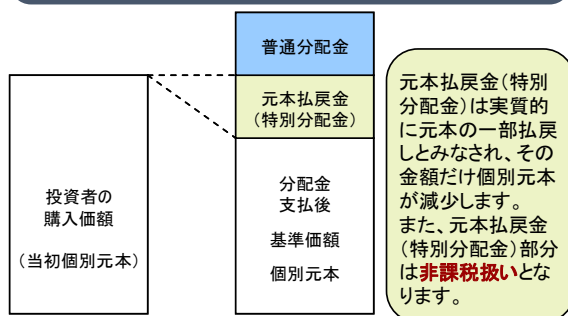 普通分配金
元本払戻金
(特別分配金)
投資者の
購入価額
(当初個別元本)
分配金
支払後
基準価額
個別元本
元本払戻金(特別
分配金)は実質的
に元本の一部払戻
しとみなされ、その
金額だけ個別元本
が減少します。
また、元本払戻金
(特別分配金)部分
は非課税扱いとな
ります。